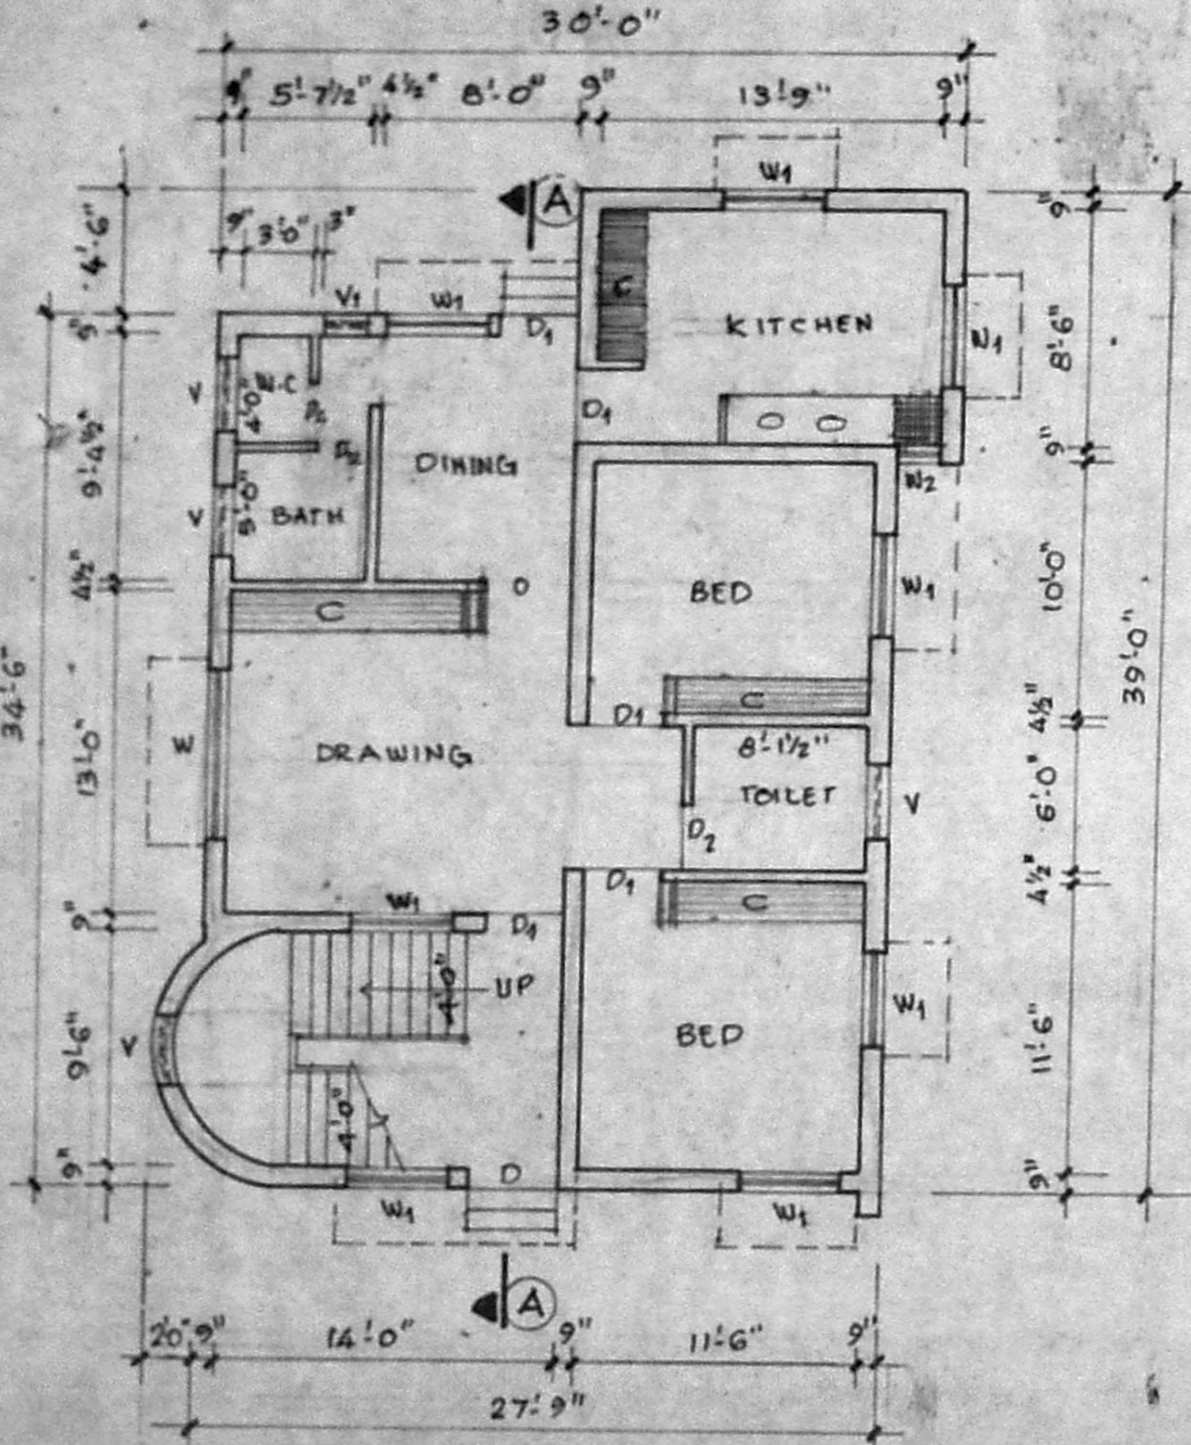 30'-0"
9" 5'-7½" 4½" 8'-0" 9" 13'-9" 9"
W1
A
9"
4'-6"
9" 3'-0" 3"
V1 W1 D1
C KITCHEN W1 8'-6"
9"
V 4'-0" W.C
D2
D1
9'-4½"
D2
DINING
9"
W2
V 5'-0" BATH
4½"
C O
BED W1 10'-0"
34'-6"
39'-0"
C
D1
4½"
W DRAWING
8'-1½"
TOILET V 6'-0"
13'-0"
D2
D1
4½"
C
W1
D1
9"
4'-0" UP
W1
V
BED
9'-6"
11'-6"
4'-0"
9"
D
9"
W1 W1
A
2'0" 9" 14'-0" 9" 11'-6" 9"
27'-9"